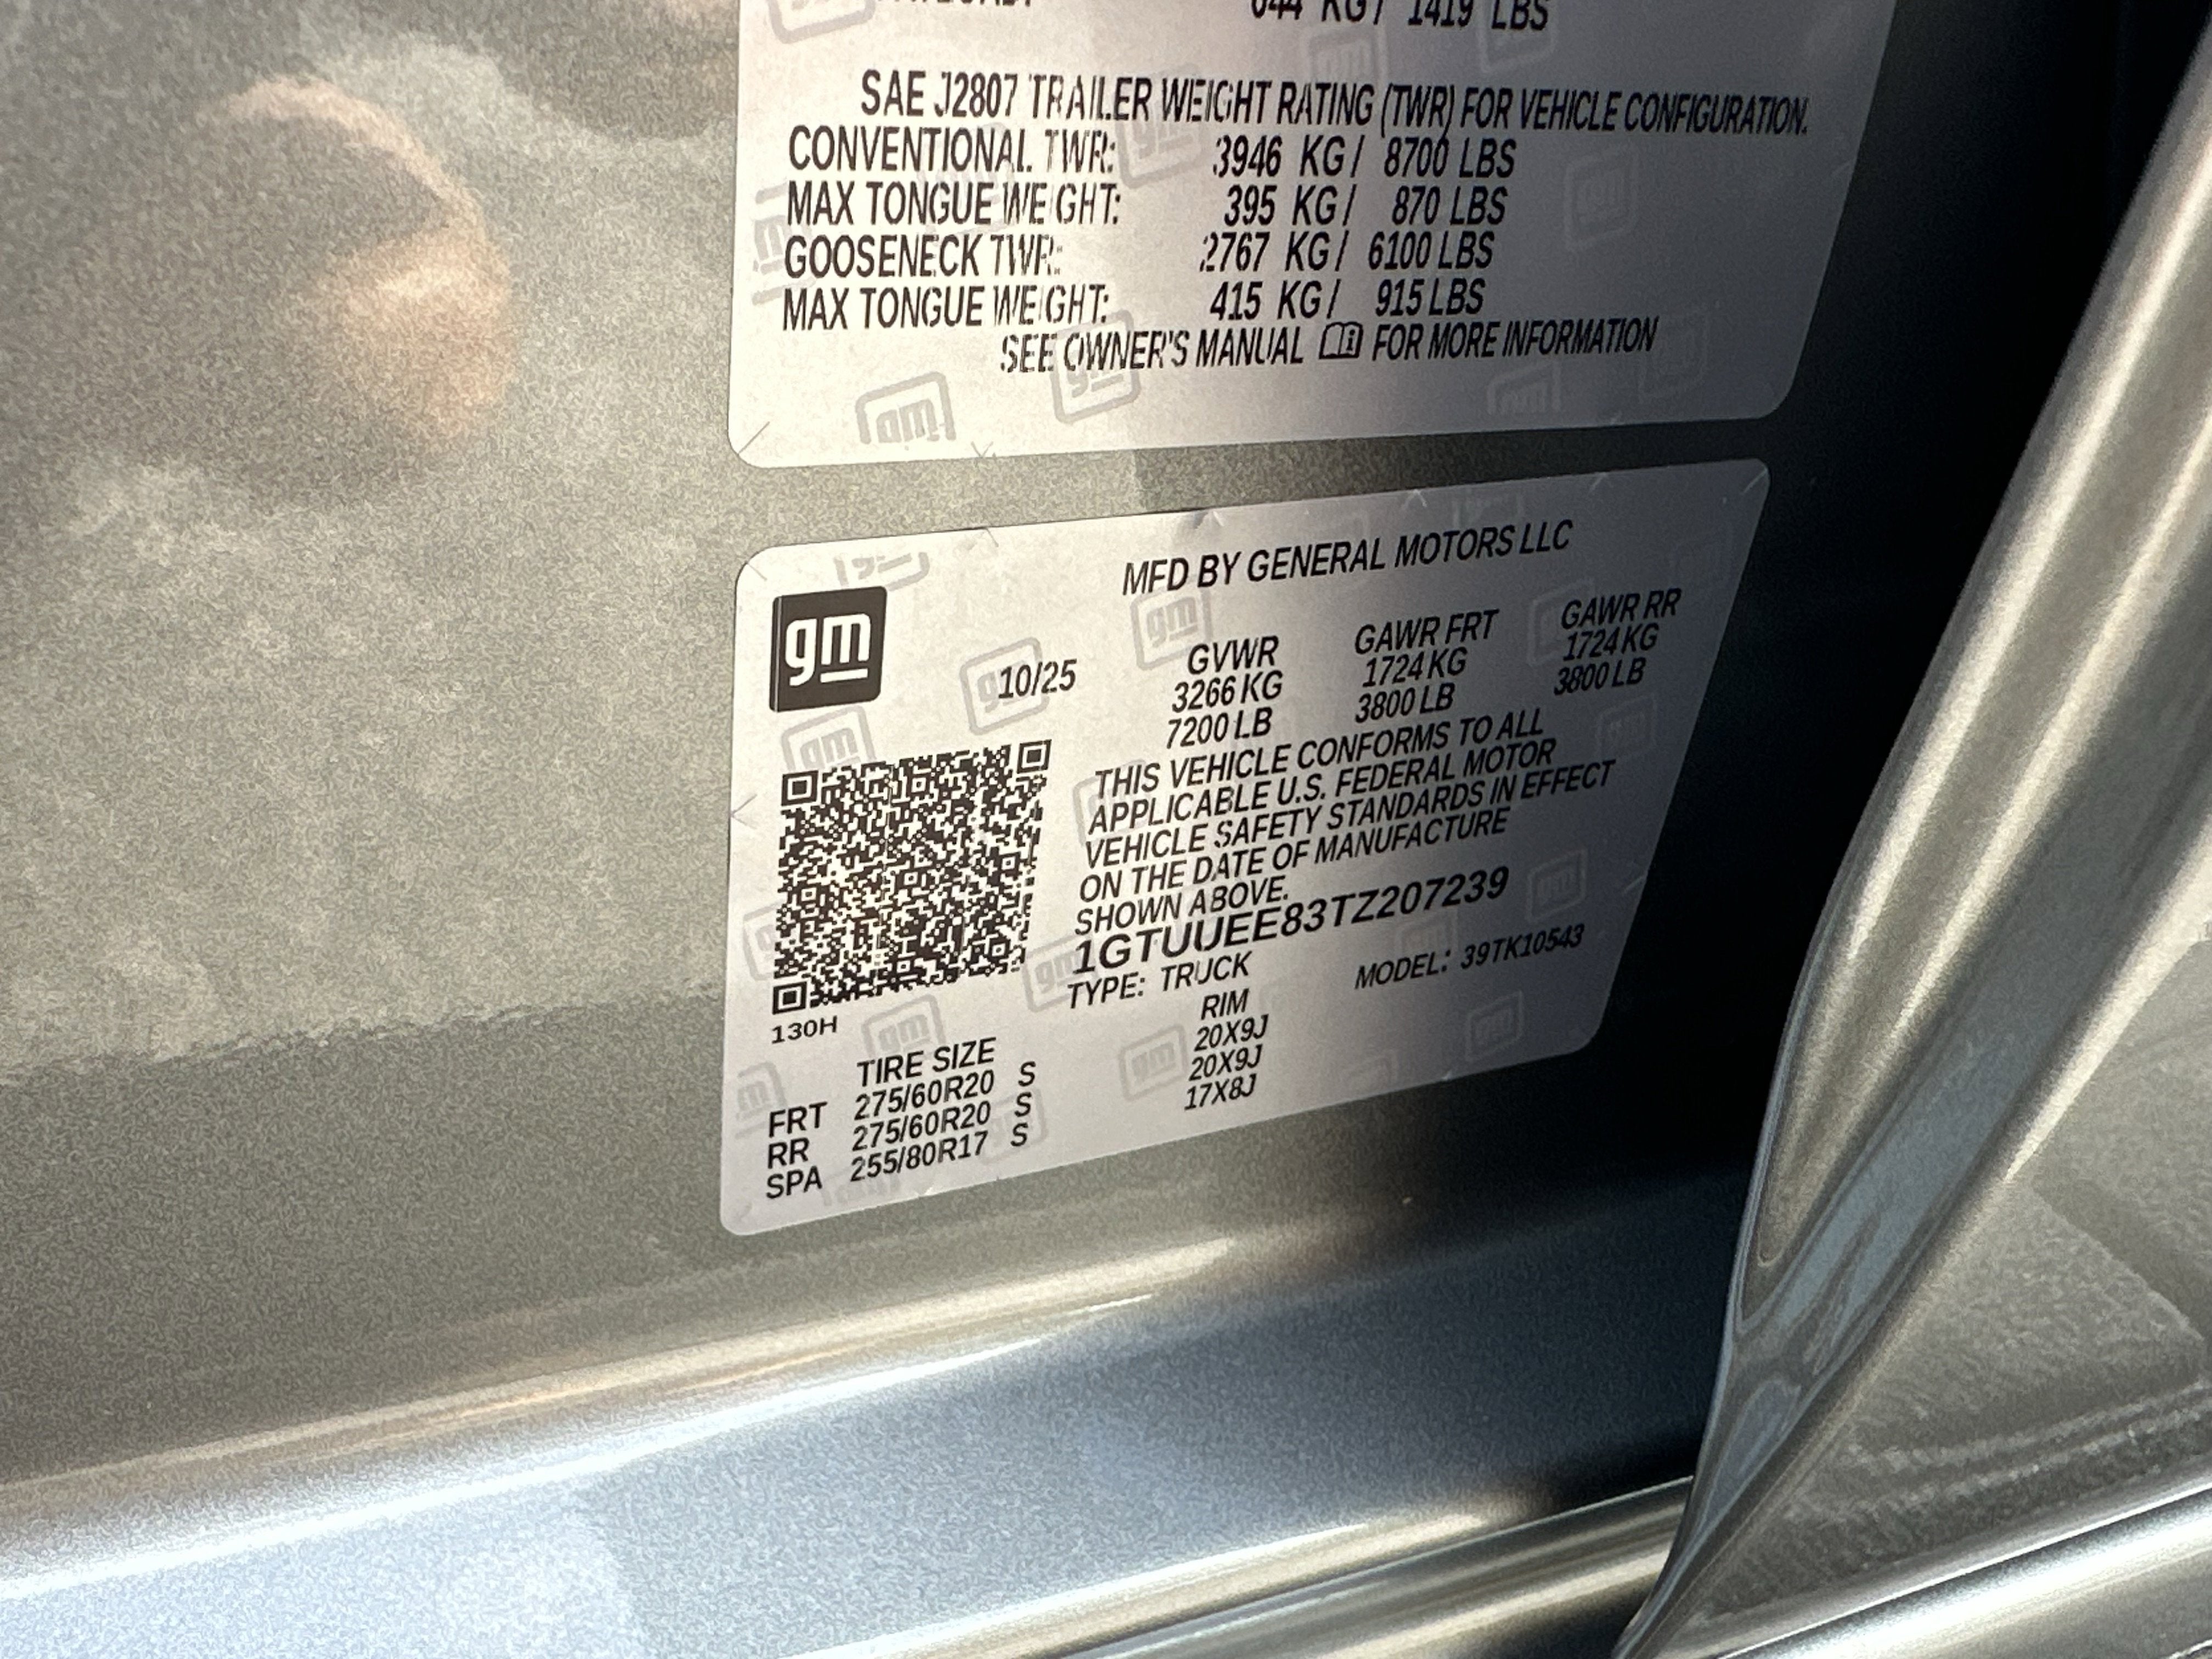 644 KG / 1419 LBS
SAE J2807 TRAILER WEIGHT RATING (TWR) FOR VEHICLE CONFIGURATION.
CONVENTIONAL TWR: 3946 KG / 8700 LBS
MAX TONGUE WEIGHT: 395 KG / 870 LBS
GOOSENECK TWR: 2767 KG / 6100 LBS
MAX TONGUE WEIGHT: 415 KG / 915 LBS
SEE OWNER'S MANUAL FOR MORE INFORMATION
MFD BY GENERAL MOTORS LLC
gm
10/25
GVWR GAWR FRT GAWR RR
3266 KG 1724 KG 1724 KG
7200 LB 3800 LB 3800 LB
THIS VEHICLE CONFORMS TO ALL
APPLICABLE U.S. FEDERAL MOTOR
VEHICLE SAFETY STANDARDS IN EFFECT
ON THE DATE OF MANUFACTURE
SHOWN ABOVE.
1GTUUEE83TZ207239
TYPE: TRUCK MODEL: 39TK10543
130H
TIRE SIZE RIM
FRT 275/60R20 S 20X9J
RR 275/60R20 S 20X9J
SPA 255/80R17 S 17X8J